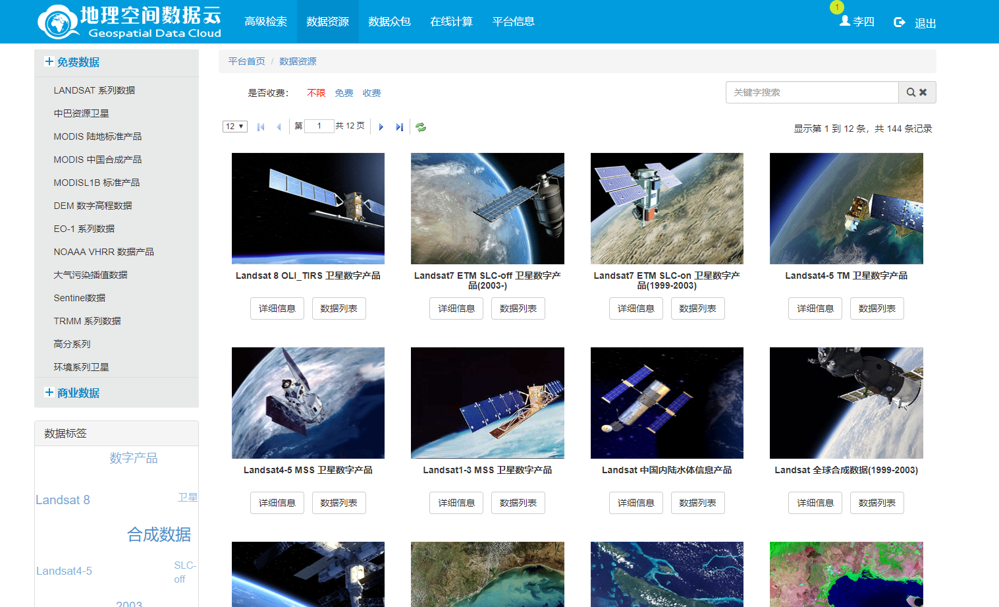 地理空间数据云
Geospatial Data Cloud
高级检索 数据资源 数据众包 在线计算 平台信息
1
李四 退出
免费数据
LANDSAT 系列数据
中巴资源卫星
MODIS 陆地标准产品
MODIS 中国合成产品
MODISL1B 标准产品
DEM 数字高程数据
EO-1 系列数据
NOAAA VHRR 数据产品
大气污染插值数据
Sentinel数据
TRMM 系列数据
高分系列
环境系列卫星
商业数据
数据标签
数字产品
Landsat 8
卫星
合成数据
Landsat4-5
SLC-
off
2003
平台首页 / 数据资源
是否收费： 不限 免费 收费
关键字搜索
12 第 1 共 12 页
显示第 1 到 12 条，共 144 条记录
Landsat 8 OLI_TIRS 卫星数字产品
详细信息 数据列表
Landsat7 ETM SLC-off 卫星数字产
品(2003-)
详细信息 数据列表
Landsat7 ETM SLC-on 卫星数字产
品(1999-2003)
详细信息 数据列表
Landsat4-5 TM 卫星数字产品
详细信息 数据列表
Landsat4-5 MSS 卫星数字产品
详细信息 数据列表
Landsat1-3 MSS 卫星数字产品
详细信息 数据列表
Landsat 中国内陆水体信息产品
详细信息 数据列表
Landsat 全球合成数据(1999-2003)
详细信息 数据列表